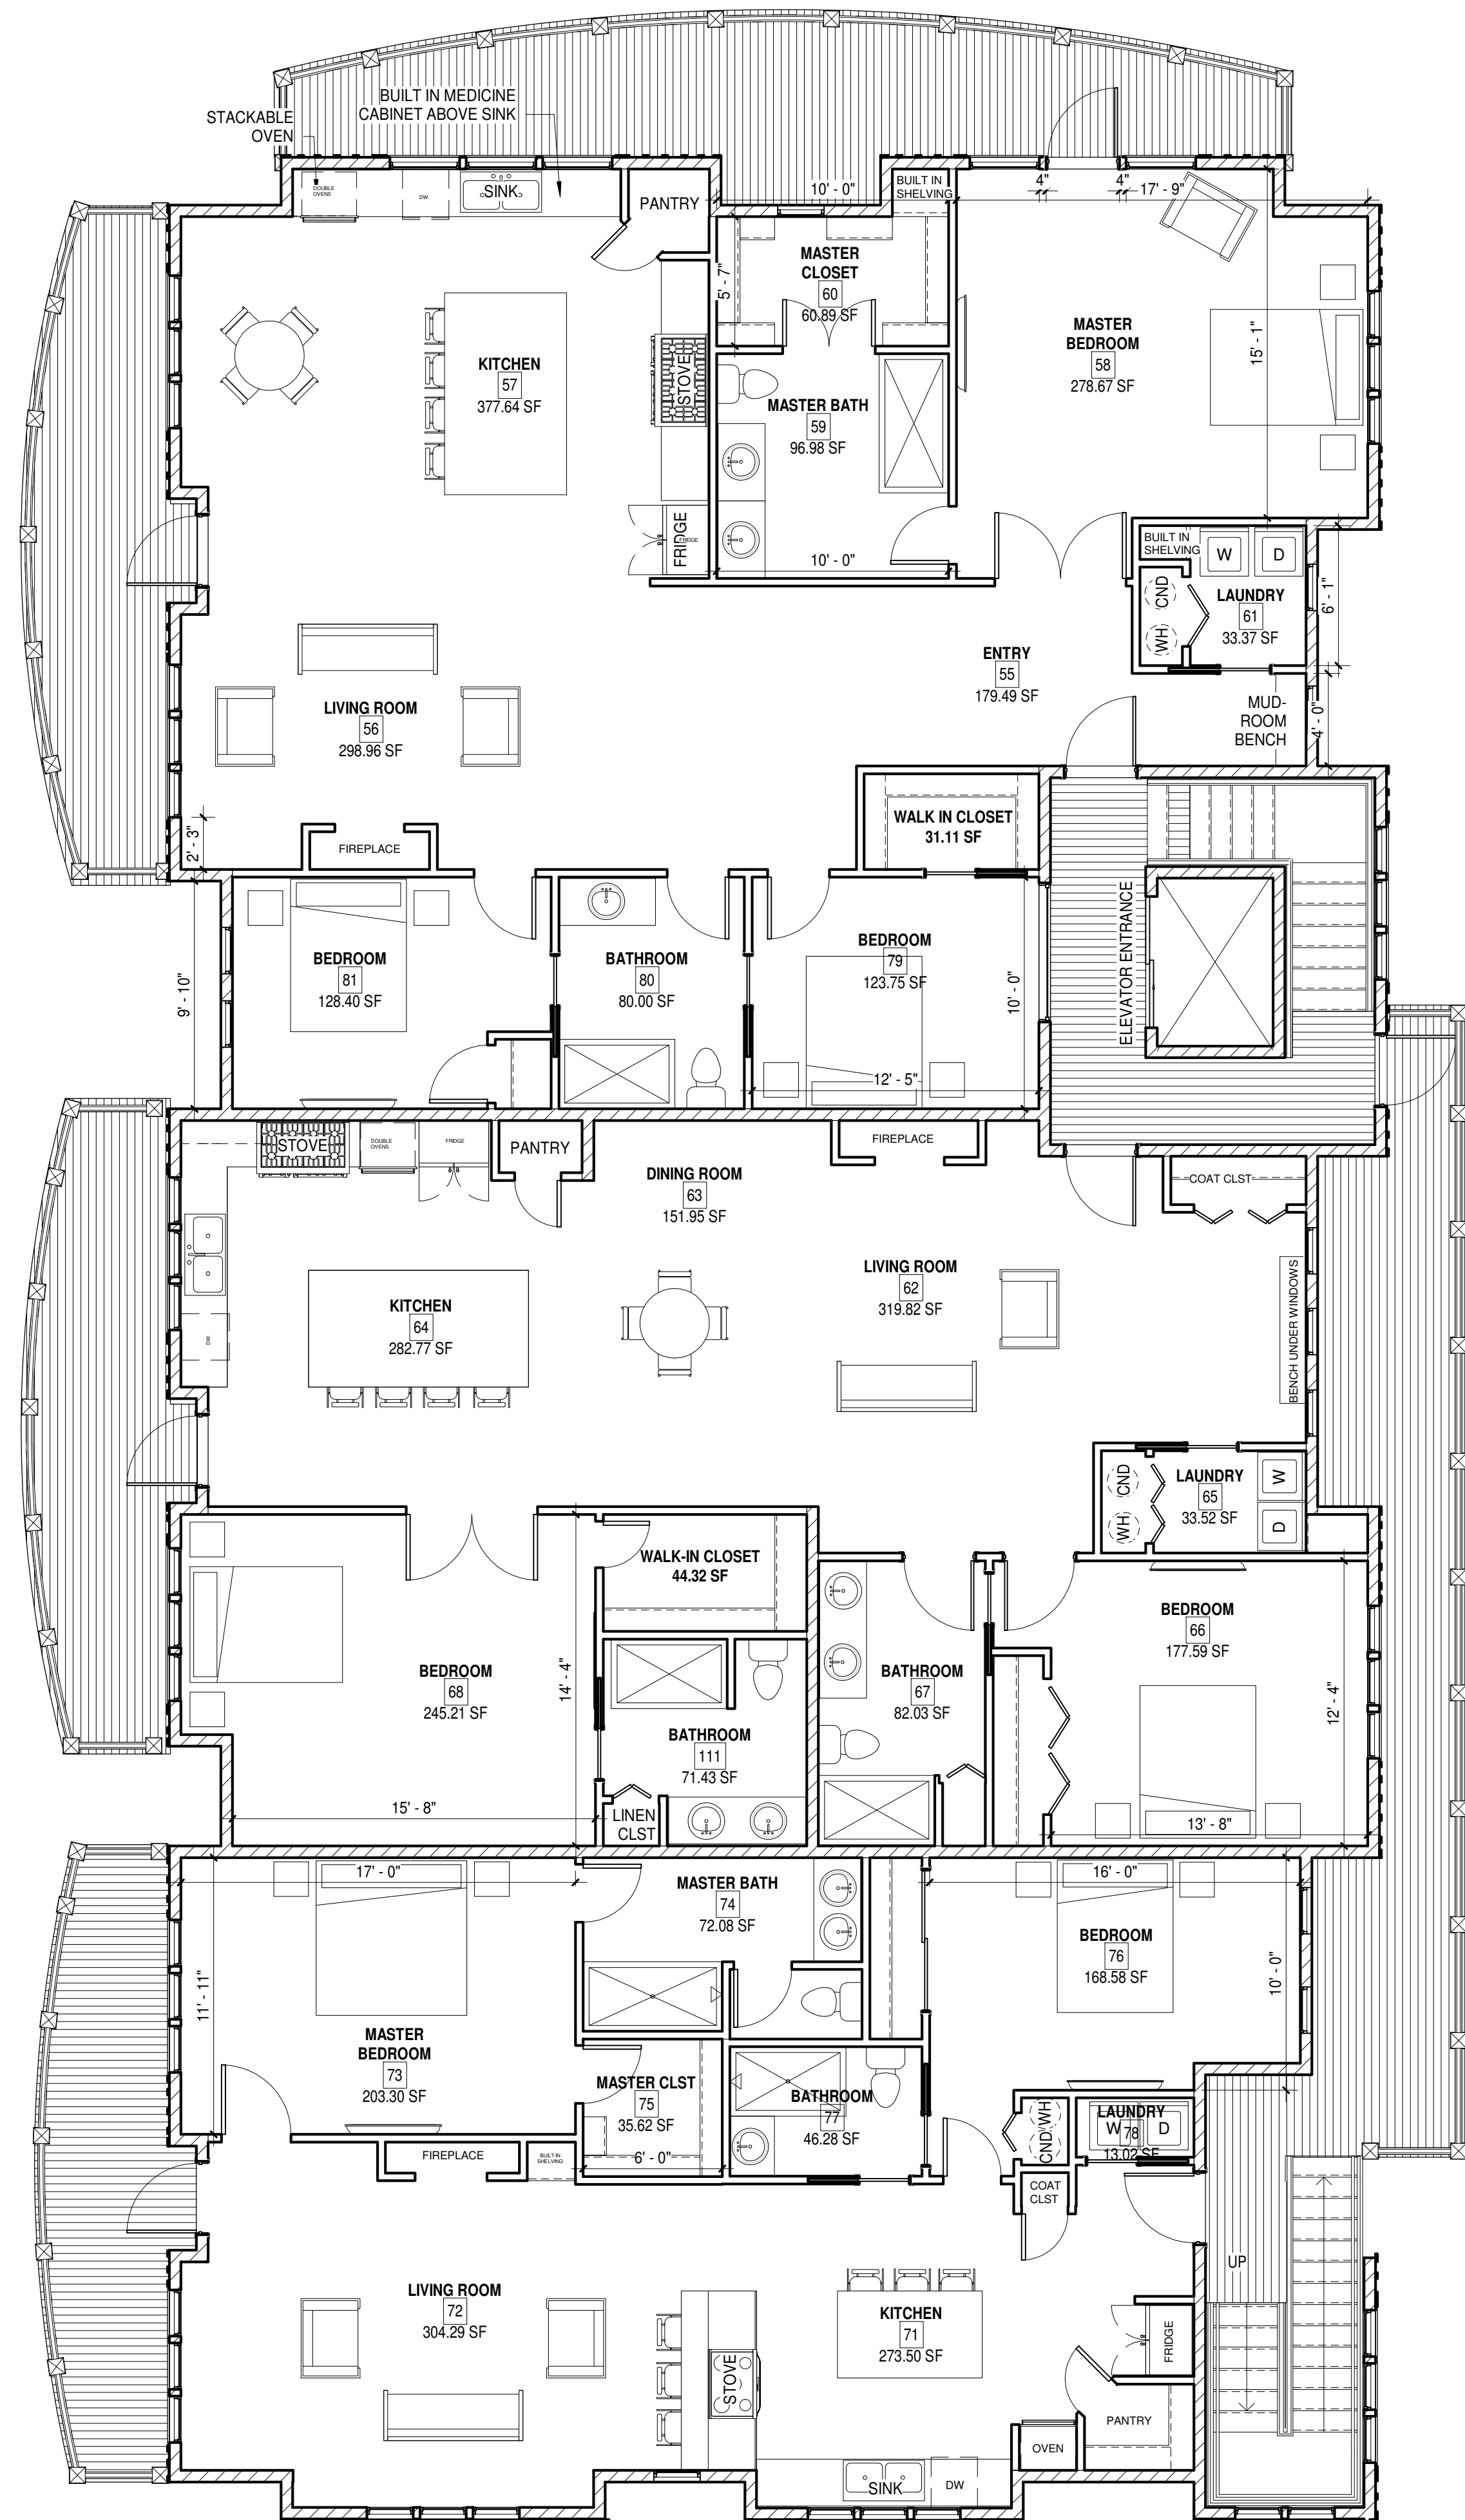 BUILT IN MEDICINE
CABINET ABOVE SINK
STACKABLE
OVEN
DOUBLE
OVENS
DW
SINK
PANTRY
10' - 0"
BUILT IN
SHELVING
4"
4"
17' - 9"
MASTER
CLOSET
60
60.89 SF
5' - 7"
MASTER
BEDROOM
58
278.67 SF
15' - 1"
KITCHEN
57
377.64 SF
STOVE
MASTER BATH
59
96.98 SF
FRIDGE
FRIDGE
10' - 0"
BUILT IN
SHELVING
W
D
CND
WH
LAUNDRY
61
33.37 SF
6' - 1"
ENTRY
55
179.49 SF
MUD-
ROOM
BENCH
4' - 0"
LIVING ROOM
56
298.96 SF
2' - 3"
FIREPLACE
WALK IN CLOSET
31.11 SF
ELEVATOR ENTRANCE
BEDROOM
81
128.40 SF
BATHROOM
80
80.00 SF
BEDROOM
79
123.75 SF
9' - 10"
10' - 0"
12' - 5"
STOVE
DOUBLE
OVENS
FRIDGE
PANTRY
FIREPLACE
DINING ROOM
63
151.95 SF
COAT CLST
LIVING ROOM
62
319.82 SF
BENCH UNDER WINDOWS
KITCHEN
64
282.77 SF
DW
CND
WH
LAUNDRY
65
33.52 SF
W
D
WALK-IN CLOSET
44.32 SF
BEDROOM
68
245.21 SF
14' - 4"
BATHROOM
111
71.43 SF
BATHROOM
67
82.03 SF
BEDROOM
66
177.59 SF
12' - 4"
15' - 8"
LINEN
CLST
13' - 8"
17' - 0"
MASTER BATH
74
72.08 SF
16' - 0"
BEDROOM
76
168.58 SF
10' - 0"
11' - 11"
MASTER
BEDROOM
73
203.30 SF
MASTER CLST
75
35.62 SF
6' - 0"
BATHROOM
77
46.28 SF
WH
CND
LAUNDRY
W
78
D
13.02 SF
FIREPLACE
BUILT-IN
SHELVING
COAT
CLST
UP
LIVING ROOM
72
304.29 SF
KITCHEN
71
273.50 SF
STOVE
FRIDGE
PANTRY
OVEN
SINK
DW